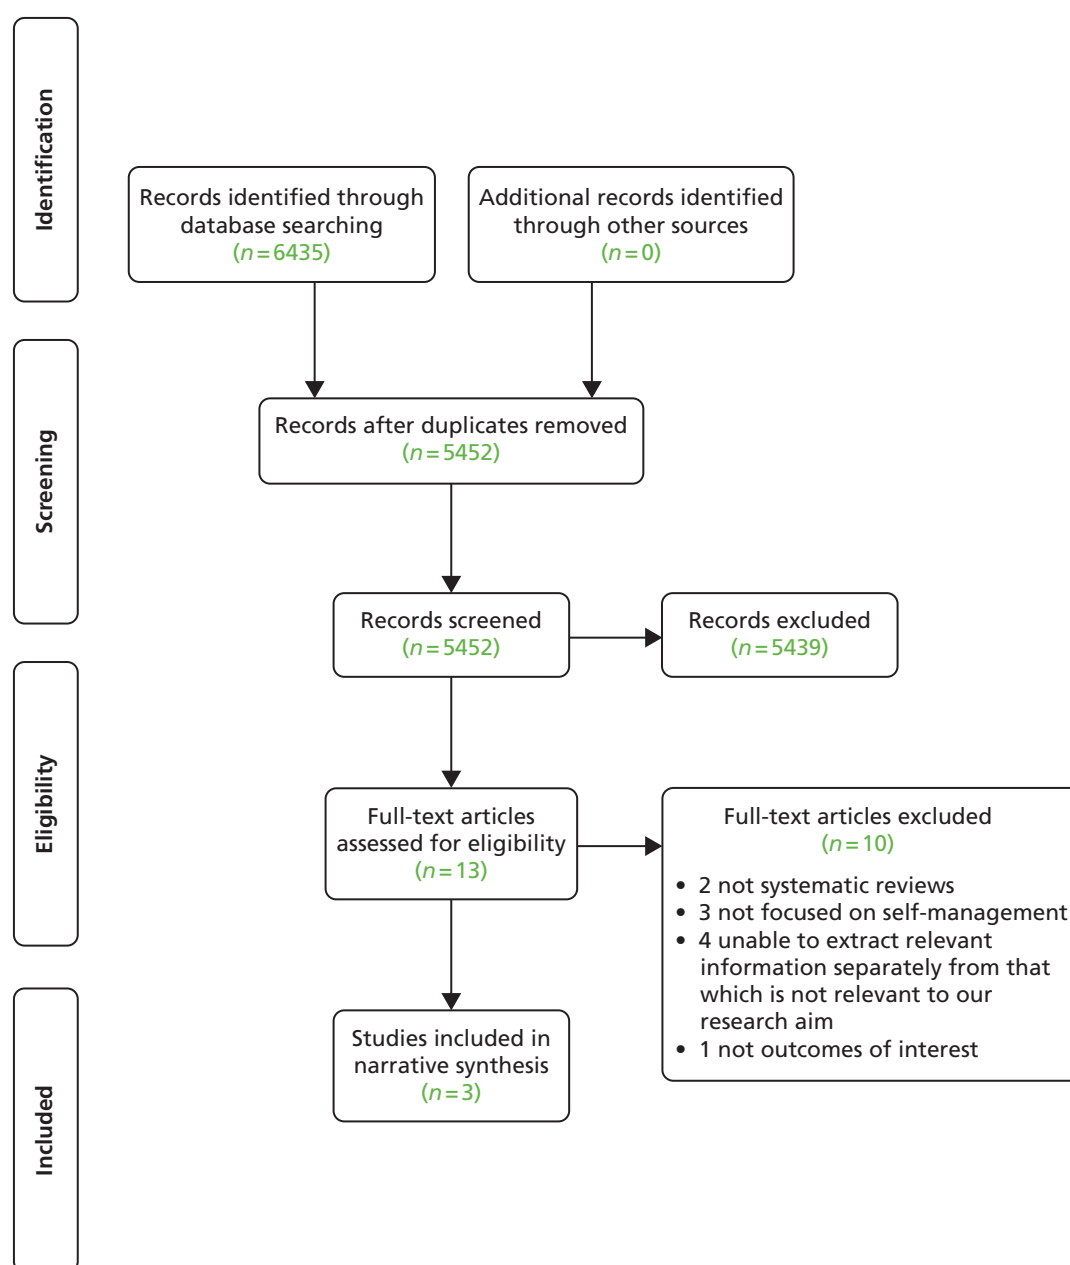 Identification
Records identified through
database searching
(n=6435)
Additional records identified
through other sources
(n=0)
Screening
Records after duplicates removed
(n=5452)
Records screened
(n=5452)
Records excluded
(n=5439)
Eligibility
Full-text articles
assessed for eligibility
(n=13)
Full-text articles excluded
(n=10)
• 2 not systematic reviews
• 3 not focused on self-management
• 4 unable to extract relevant
information separately from that
which is not relevant to our
research aim
• 1 not outcomes of interest
Included
Studies included in
narrative synthesis
(n=3)